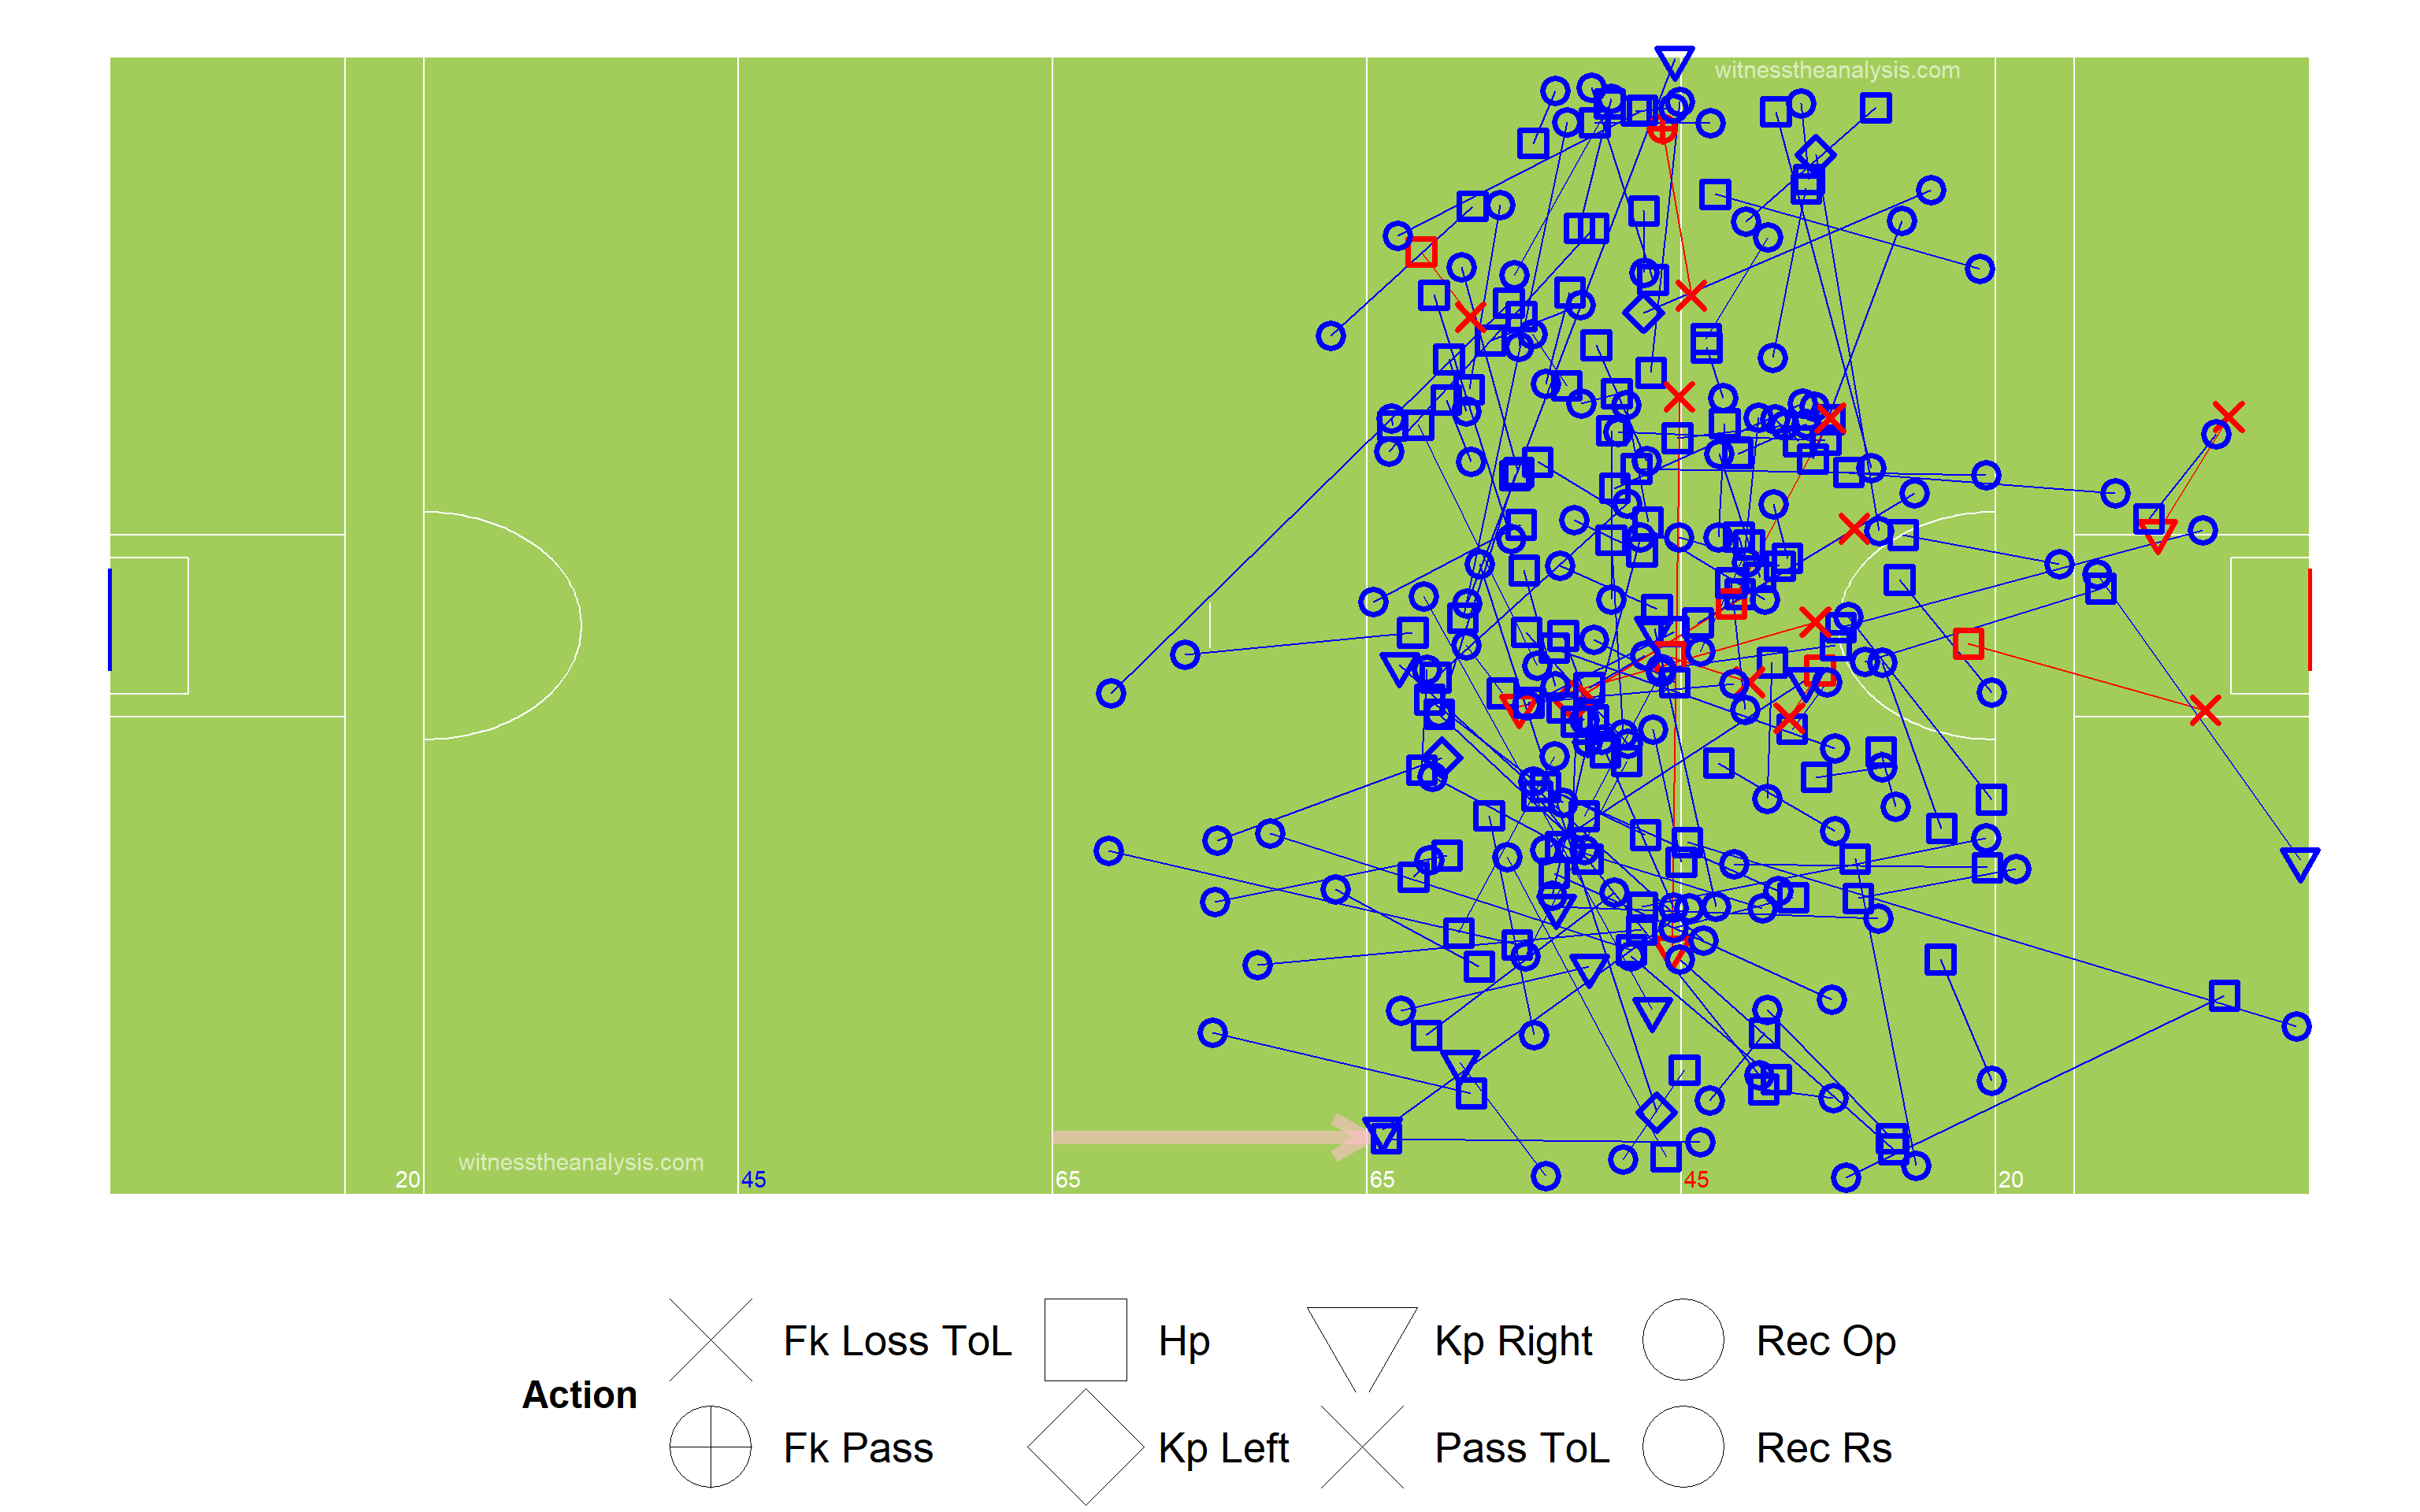 witnesstheanalysis.com
witnesstheanalysis.com
20 45 65 65 45 20
Action
Fk Loss ToL Hp Kp Right Rec Op
Fk Pass Kp Left Pass ToL Rec Rs